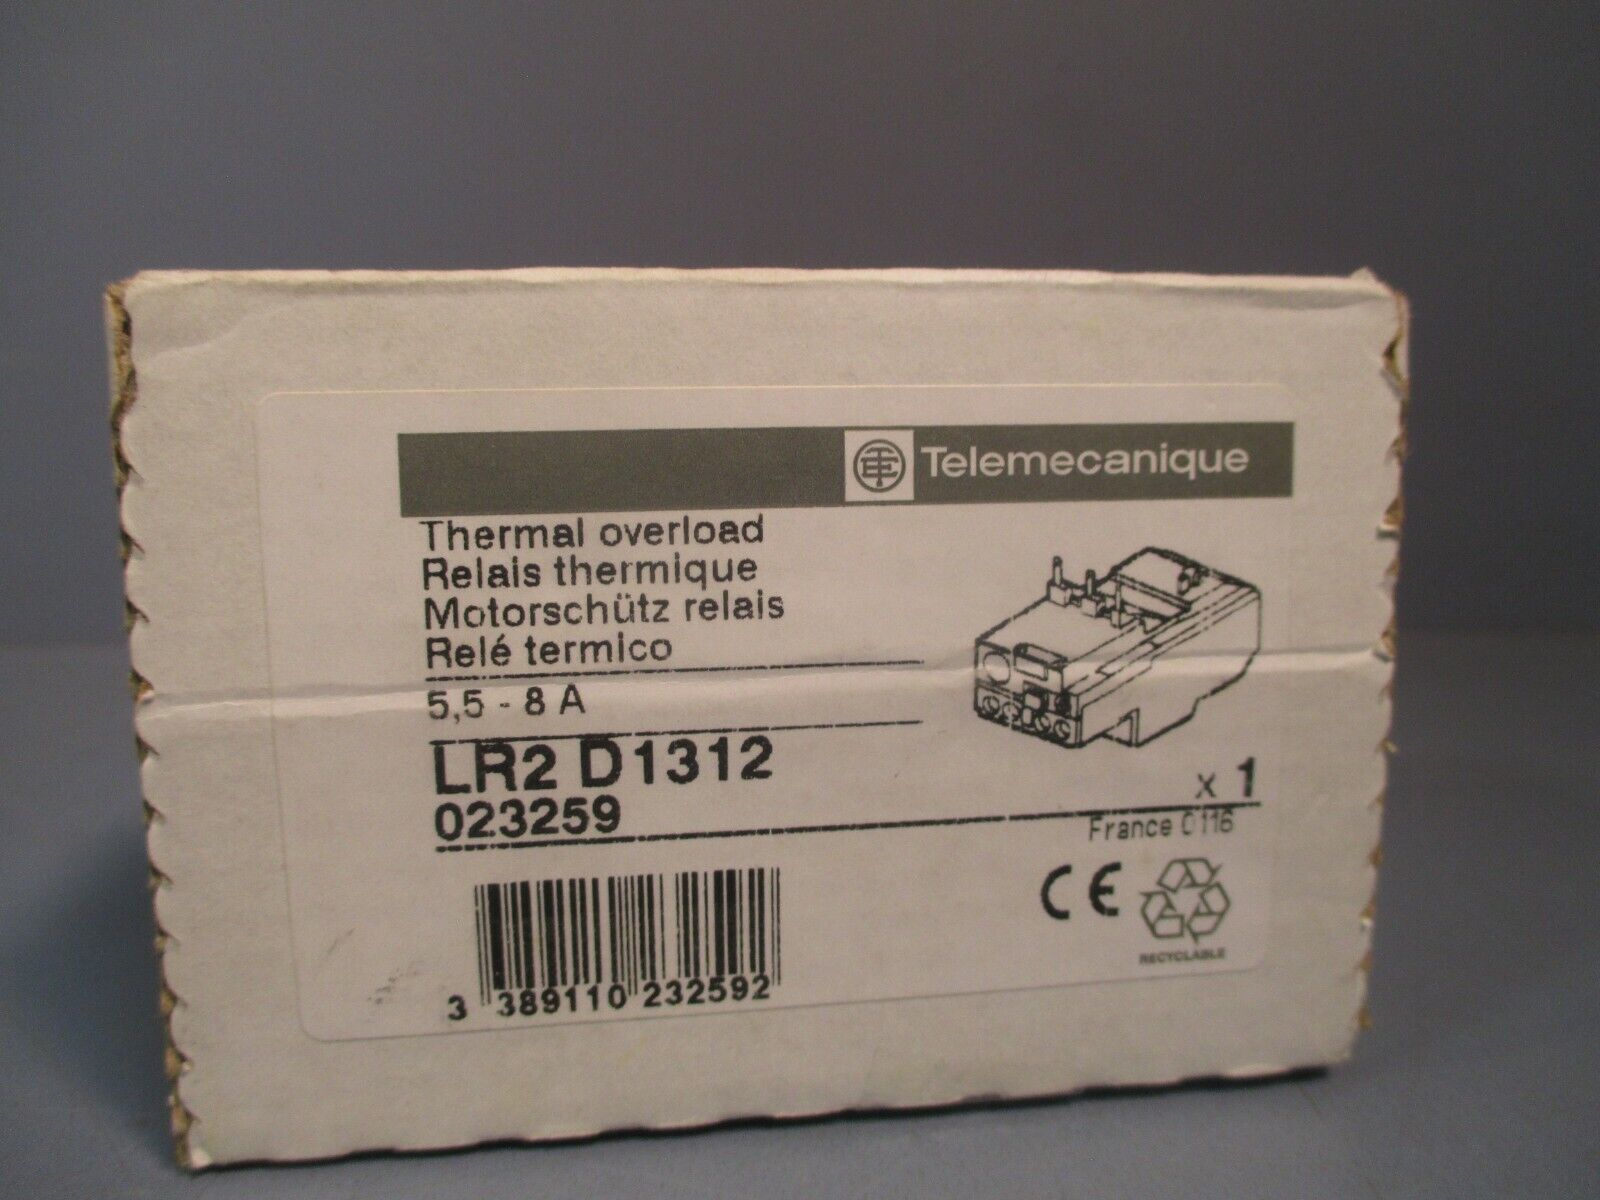 Telemecanique
Thermal overload
Relais thermique
Motorschütz relais
Relé termico
5,5 - 8 A
LR2 D1312
023259
x 1
France 0116
CE
RECYCLABLE
3 389110 232592